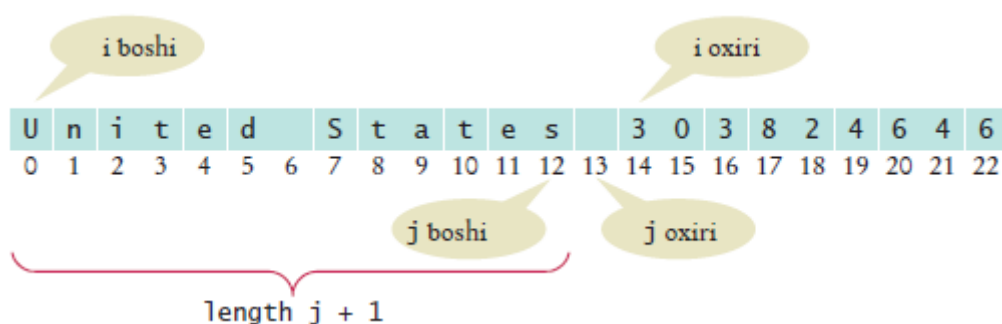 i boshi i oxiri
U n i t e d S t a t e s 3 0 3 8 2 4 6 4 6
0 1 2 3 4 5 6 7 8 9 10 11 12 13 14 15 16 17 18 19 20 21 22
j boshi j oxiri
length j + 1